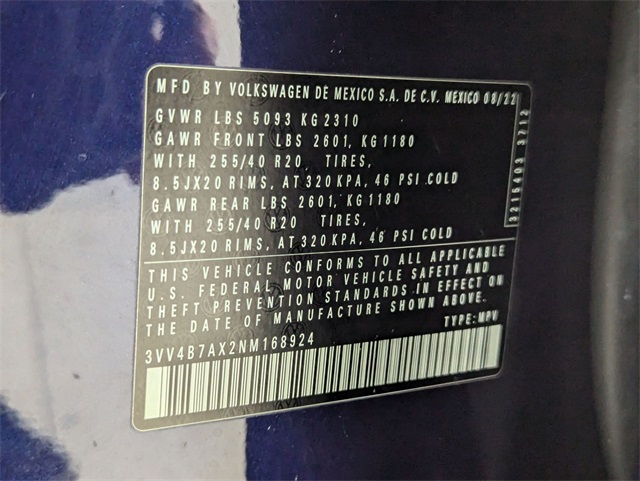 MFD BY VOLKSWAGEN DE MEXICO S.A. DE C.V. MEXICO 08/22
GVWR LBS 5093 KG 2310
GAWR FRONT LBS 2601, KG 1180
WITH 255/40 R20 TIRES,
8.5JX20 RIMS, AT 320 KPA, 46 PSI COLD
GAWR REAR LBS 2601, KG 1180
WITH 255/40 R20 TIRES,
8.5JX20 RIMS, AT 320 KPA, 46 PSI COLD
THIS VEHICLE CONFORMS TO ALL APPLICABLE
U.S. FEDERAL MOTOR VEHICLE SAFETY AND
THEFT PREVENTION STANDARDS IN EFFECT ON
THE DATE OF MANUFACTURE SHOWN ABOVE.
3VV4B7AX2NM168924 TYPE: MPV
3215403 3712